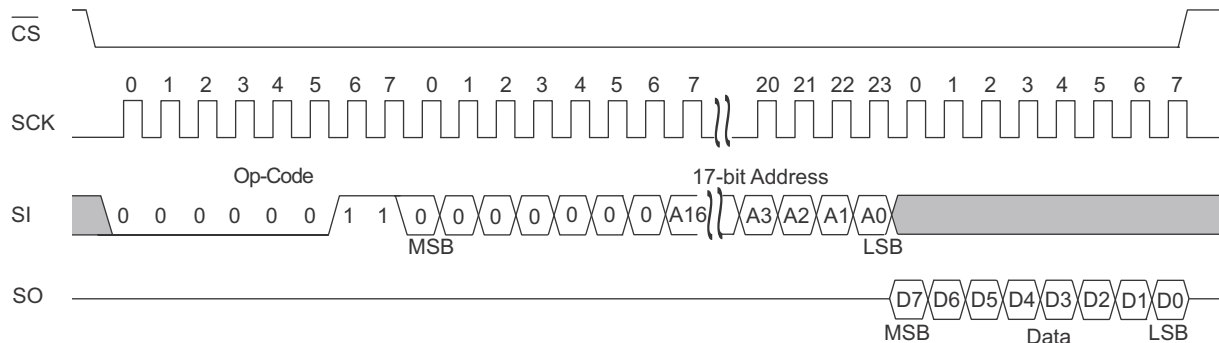 CS
0 1 2 3 4 5 6 7 0 1 2 3 4 5 6 7 20 21 22 23 0 1 2 3 4 5 6 7
SCK
Op-Code 17-bit Address
SI 0 0 0 0 0 0 1 1 0 0 0 0 0 0 0 A16 A3 A2 A1 A0
MSB LSB
SO D7 D6 D5 D4 D3 D2 D1 D0
MSB Data LSB